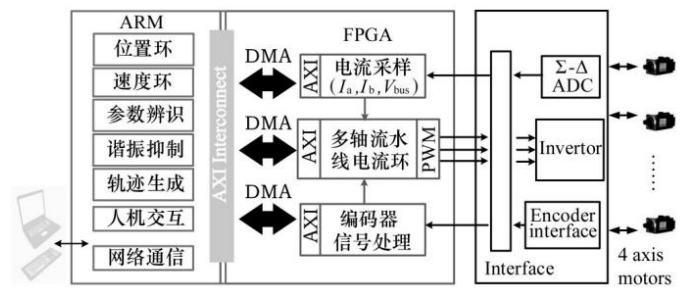 ARM
位置环
速度环
参数辨识
谐振抑制
轨迹生成
人机交互
网络通信
AXI Interconnect
FPGA
DMA
AXI
电流采样
(Ia,Ib,Vbus)
DMA
AXI
多轴流水
线电流环
PWM
DMA
AXI
编码器
信号处理
Σ-Δ
ADC
Invertor
Encoder
interface
Interface
4 axis
motors